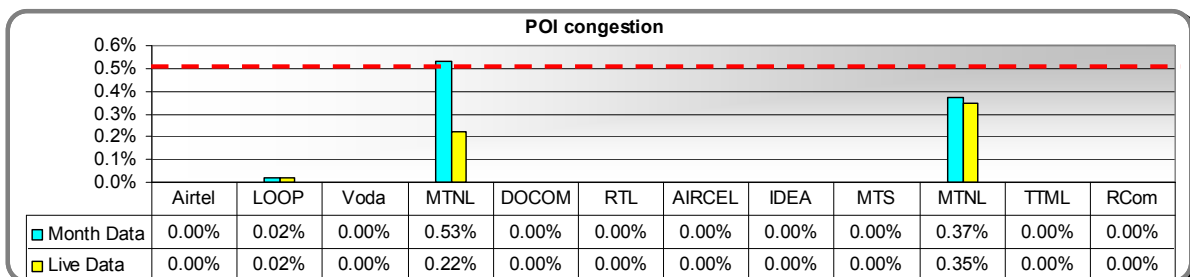 POI congestion
0.6%
0.5%
0.4%
0.3%
0.2%
0.1%
0.0%
Airtel LOOP Voda MTNL DOCOM RTL AIRCEL IDEA MTS MTNL TTML RCom
Month Data 0.00% 0.02% 0.00% 0.53% 0.00% 0.00% 0.00% 0.00% 0.00% 0.37% 0.00% 0.00%
Live Data 0.00% 0.02% 0.00% 0.22% 0.00% 0.00% 0.00% 0.00% 0.00% 0.35% 0.00% 0.00%